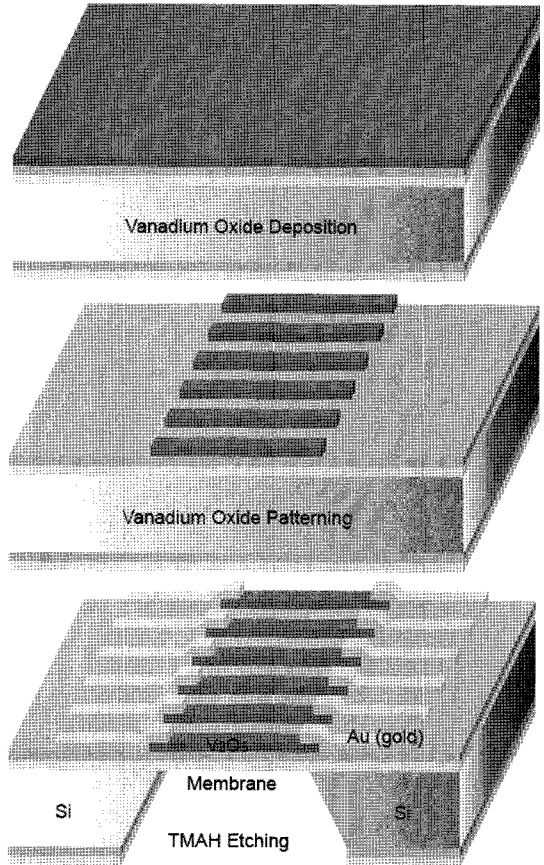 Vanadium Oxide Deposition
Vanadium Oxide Patterning
Au (gold)
Membrane
Si
Si
TMAH Etching